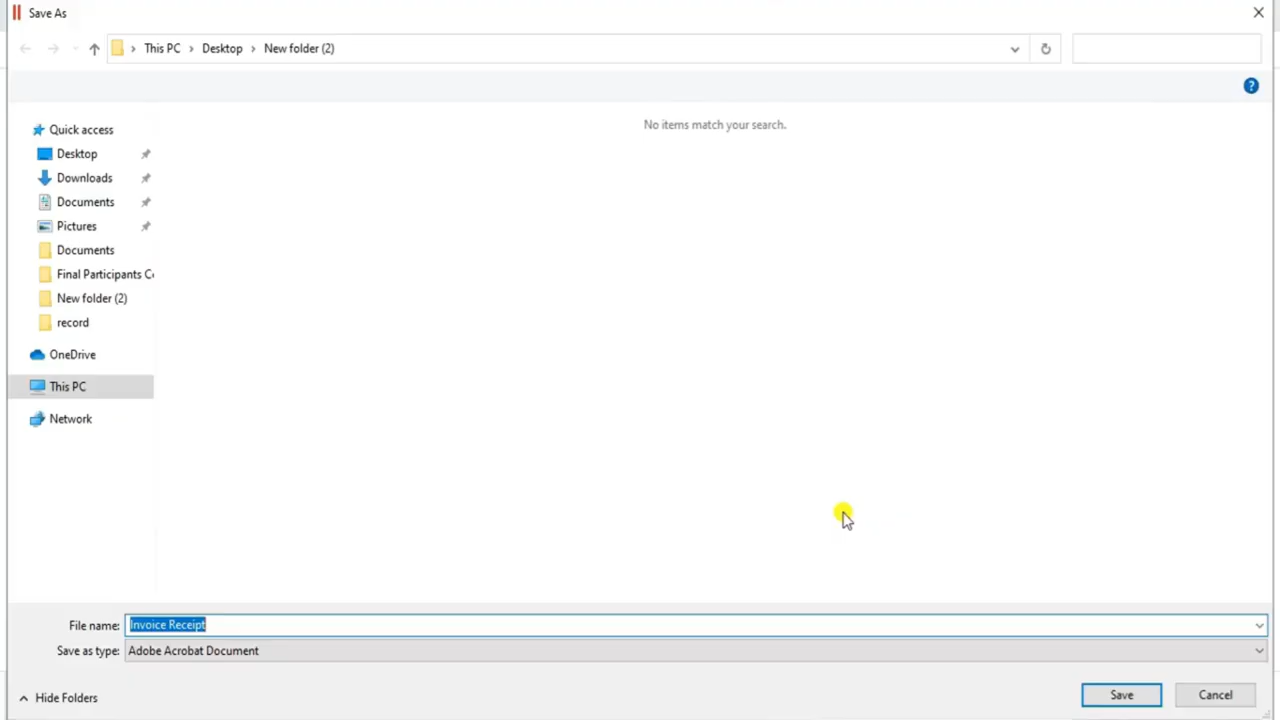 Save As
This PC > Desktop > New folder (2)
No items match your search.
Quick access
Desktop
Downloads
Documents
Pictures
Documents
Final Participants C
New folder (2)
record
OneDrive
This PC
Network
File name: Invoice Receipt
Save as type: Adobe Acrobat Document
Hide Folders
Save
Cancel